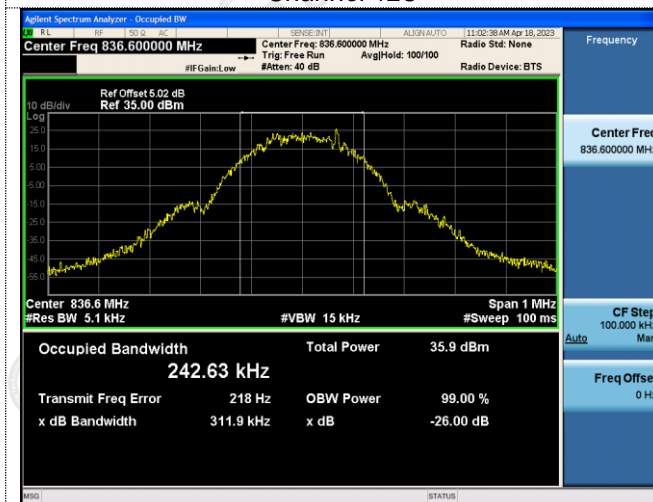 Agilent Spectrum Analyzer - Occupied BW
RL RF 50 Ω AC SENSE:INT ALIGN AUTO 11:02:38 AM Apr 18, 2023
Center Freq 836.600000 MHz Center Freq: 836.600000 MHz Radio Std: None Frequency
Trig: Free Run Avg|Hold: 100/100
#IFGain:Low #Atten: 40 dB Radio Device: BTS
Ref Offset 5.02 dB
10 dB/div Ref 35.00 dBm
Log
25.0
15.0
5.00
-5.00
-15.0
-25.0
-35.0
-45.0
-55.0
Center Freq
836.600000 MHz
Center 836.6 MHz Span 1 MHz
#Res BW 5.1 kHz #VBW 15 kHz #Sweep 100 ms
CF Step
100.000 kHz
Auto Man
Occupied Bandwidth Total Power 35.9 dBm
242.63 kHz
Freq Offset
0 Hz
Transmit Freq Error 218 Hz OBW Power 99.00 %
x dB Bandwidth 311.9 kHz x dB -26.00 dB
MSG STATUS